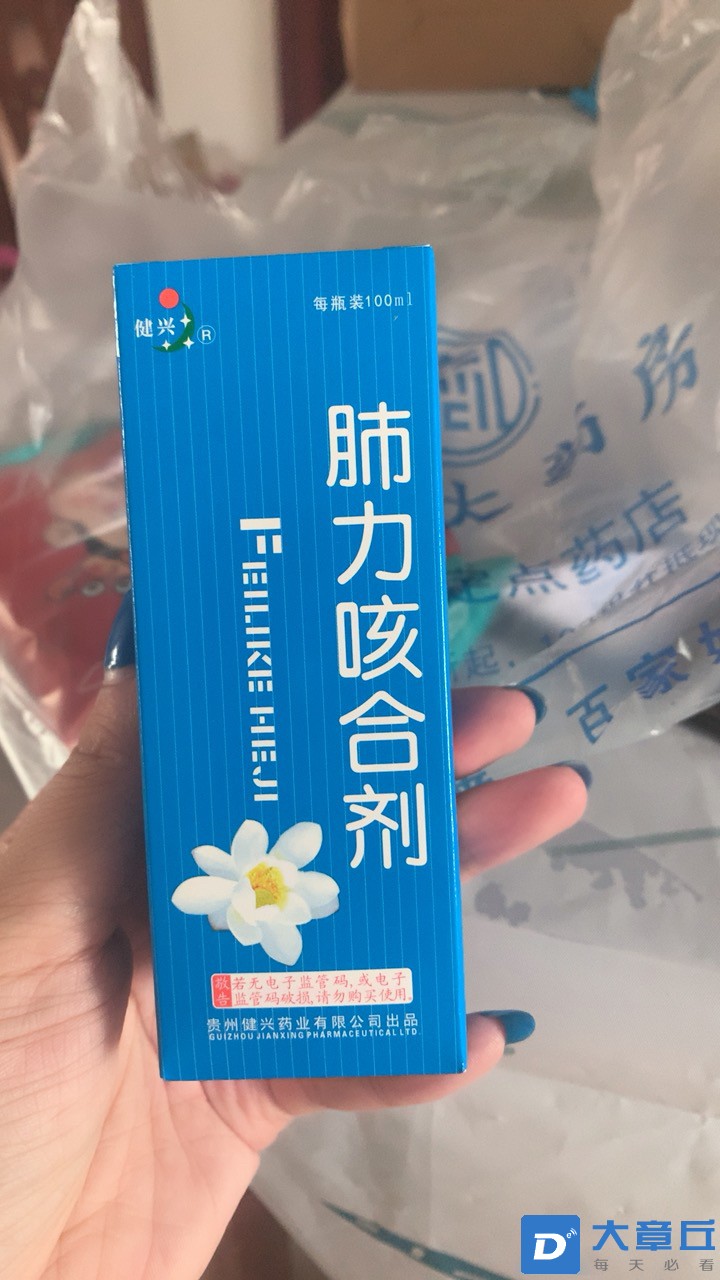 健兴
R
每瓶装100ml
肺力咳合剂
FEILIKE HEJI
敬告
若无电子监管码,或电子
监管码破损,请勿购买使用。
贵州健兴药业有限公司出品
GUIZHOU JIANXING PHARMACEUTICAL LTD.
大药房
定点药店
百家
大章丘
每天必看